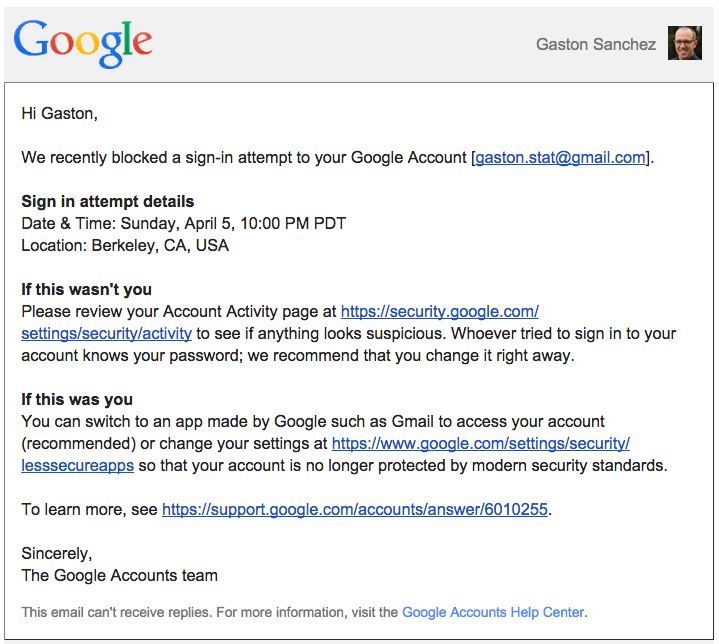 Google
Gaston Sanchez
Hi Gaston,
We recently blocked a sign-in attempt to your Google Account [gaston.stat@gmail.com].
Sign in attempt details
Date & Time: Sunday, April 5, 10:00 PM PDT
Location: Berkeley, CA, USA
If this wasn't you
Please review your Account Activity page at https://security.google.com/
settings/security/activity to see if anything looks suspicious. Whoever tried to sign in to your
account knows your password; we recommend that you change it right away.
If this was you
You can switch to an app made by Google such as Gmail to access your account
(recommended) or change your settings at https://www.google.com/settings/security/
lesssecureapps so that your account is no longer protected by modern security standards.
To learn more, see https://support.google.com/accounts/answer/6010255.
Sincerely,
The Google Accounts team
This email can't receive replies. For more information, visit the Google Accounts Help Center.